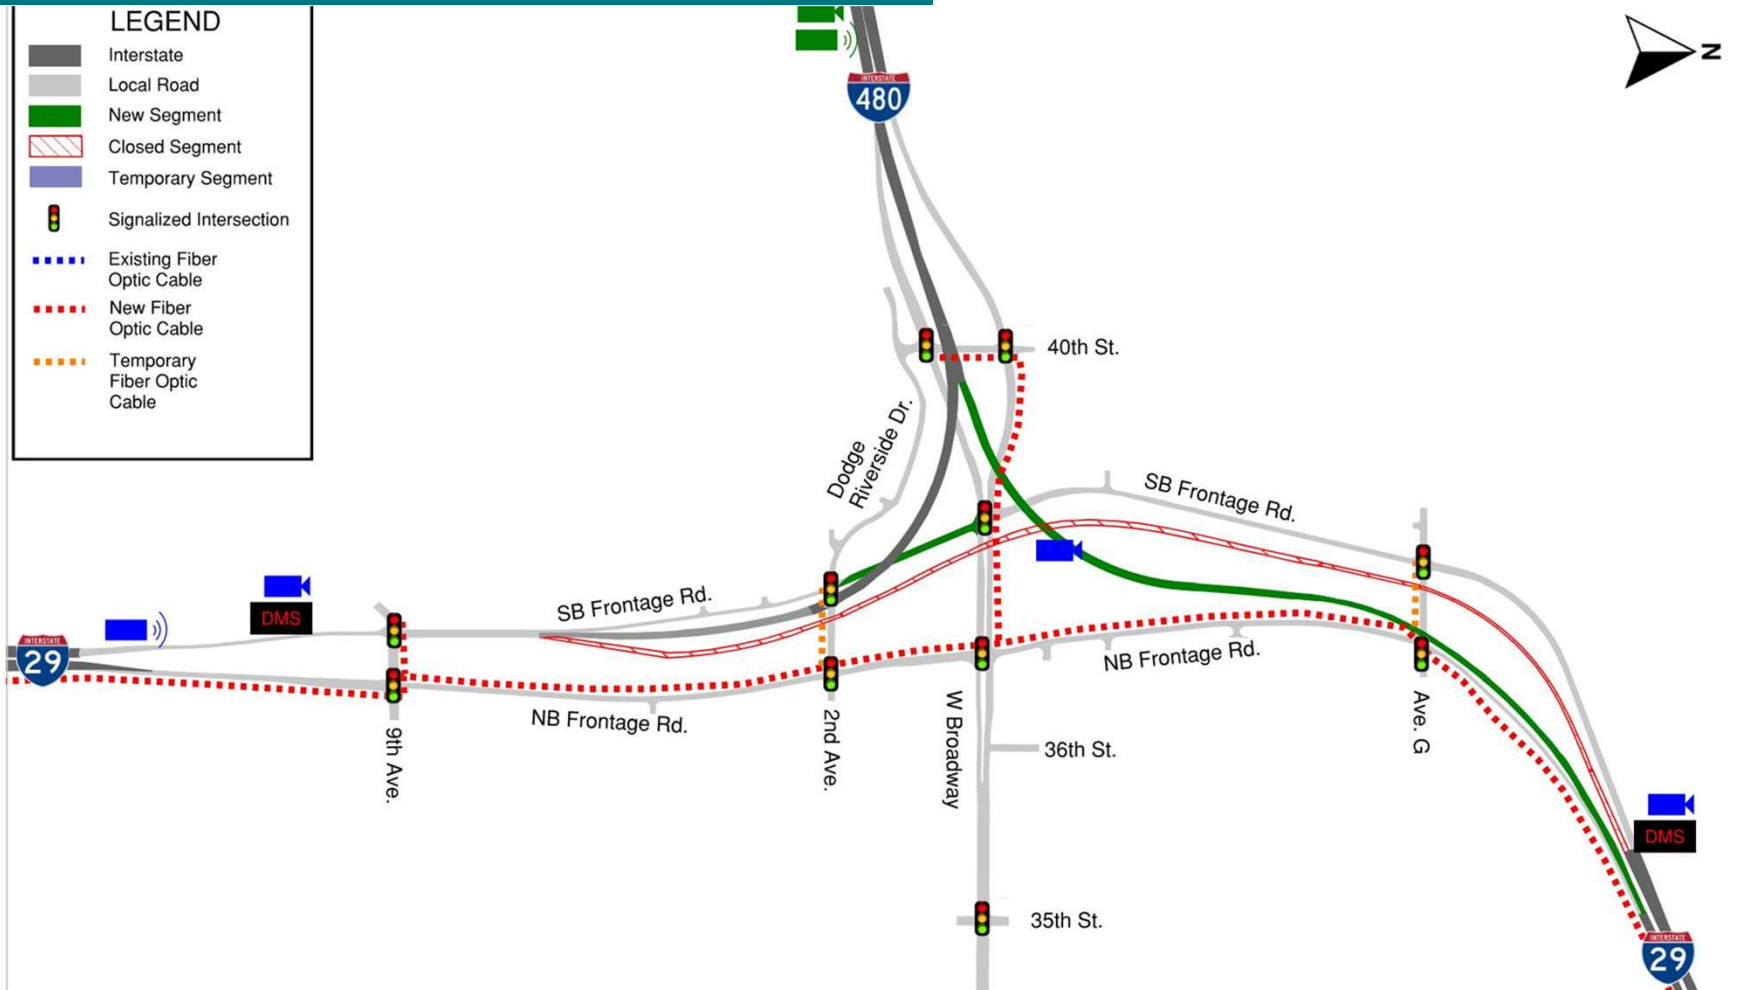 LEGEND
Interstate
Local Road
New Segment
Closed Segment
Temporary Segment
Signalized Intersection
Existing Fiber
Optic Cable
New Fiber
Optic Cable
Temporary
Fiber Optic
Cable
INTERSTATE
480
N
40th St.
Dodge
Riverside Dr.
SB Frontage Rd.
SB Frontage Rd.
DMS
INTERSTATE
29
NB Frontage Rd.
NB Frontage Rd.
9th Ave.
2nd Ave.
W Broadway
Ave. G
36th St.
DMS
35th St.
INTERSTATE
29